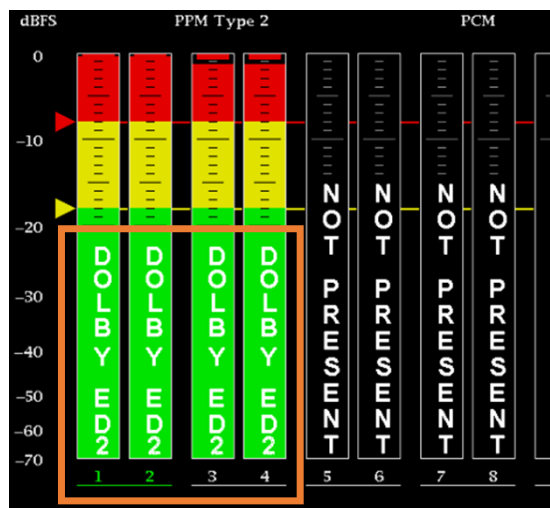 dBFS PPM Type 2 PCM
0
-10
-20
-30
-40
-50
-60
-70
DOLBY ED2
DOLBY ED2
DOLBY ED2
DOLBY ED2
NOT PRESENT
NOT PRESENT
NOT PRESENT
NOT PRESENT
1 2 3 4 5 6 7 8